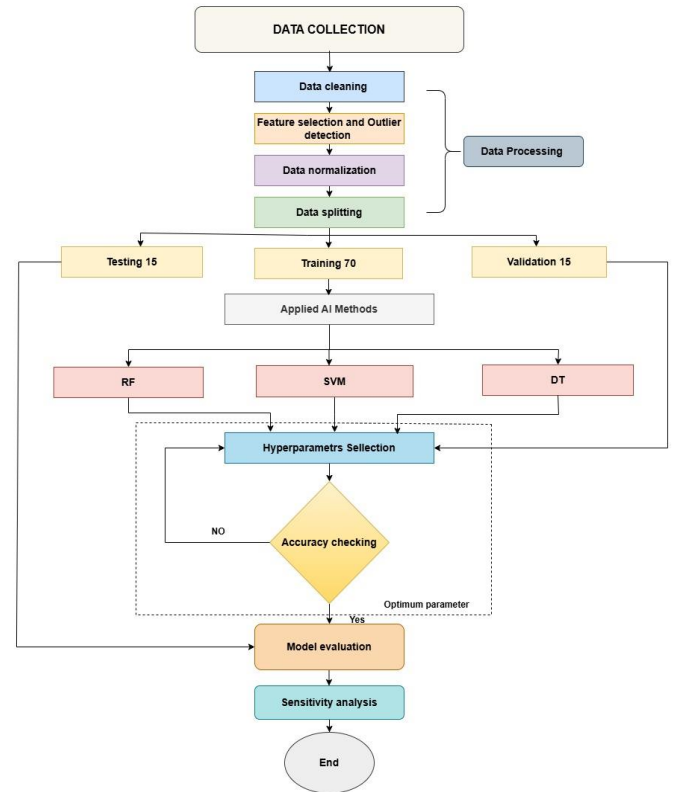 DATA COLLECTION
Data cleaning
Feature selection and Outlier
detection
Data normalization
Data Processing
Data splitting
Testing 15
Training 70
Validation 15
Applied AI Methods
RF
SVM
DT
Hyperparametrs Sellection
NO
Accuracy checking
Optimum parameter
Yes
Model evaluation
Sensitivity analysis
End